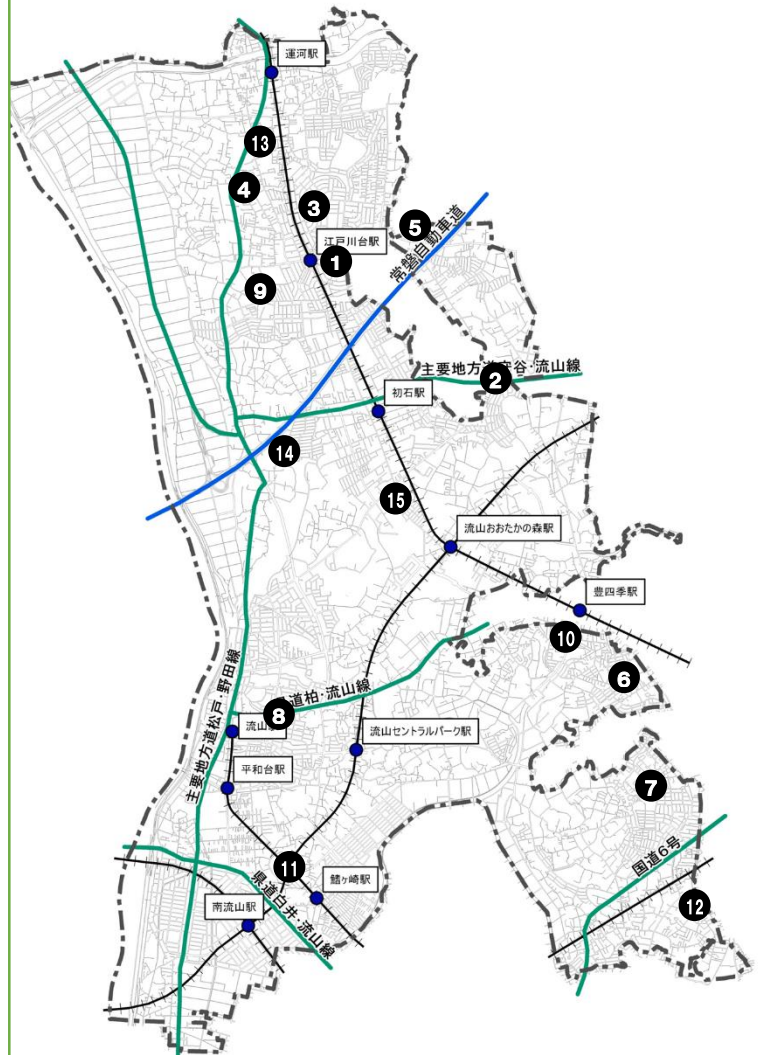 運河駅
13
4
3
5
江戸川台駅
1
常磐自動車道
9
主要地方道守谷・流山線
2
初石駅
14
15
流山おおたかの森駅
豊四季駅
10
6
道柏・流山線
8
流山
流山セントラルパーク駅
主要地方道松戸・野田線
平和台駅
7
国道6号
11
鰭ヶ崎駅
県道白井・流山線
12
南流山駅